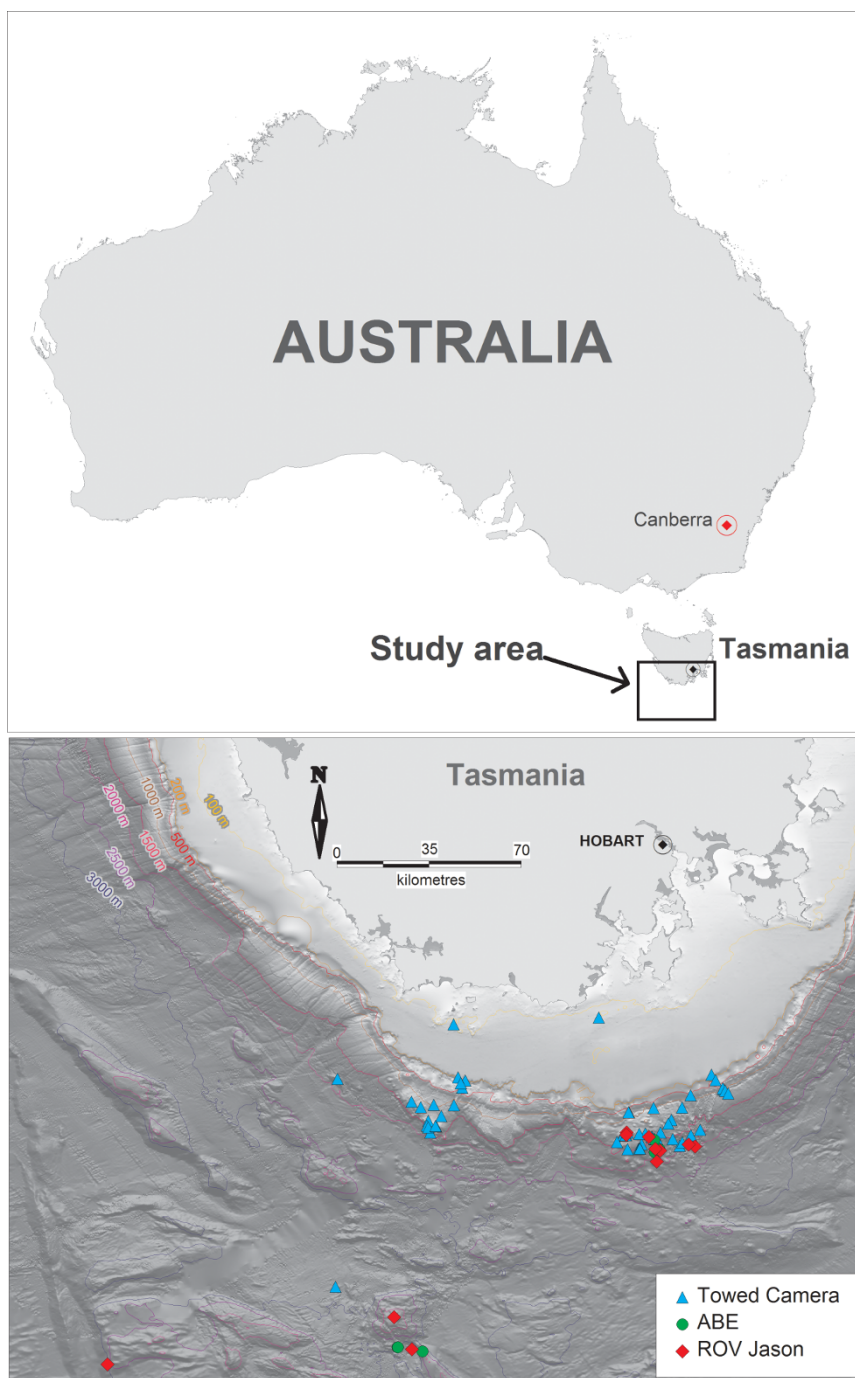 AUSTRALIA
Canberra
Study area
Tasmania
Tasmania
N
HOBART
0 35 70
kilometres
100 m
200 m
500 m
1000 m
1500 m
2000 m
2500 m
3000 m
Towed Camera
ABE
ROV Jason